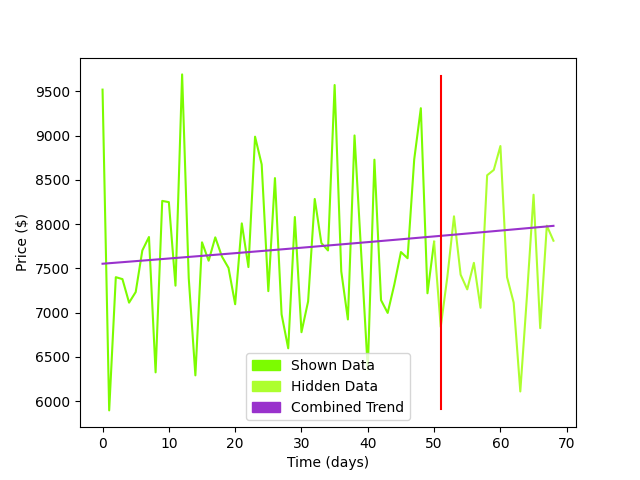 9500
9000
8500
8000
7500
7000
6500
6000
Price ($)
Shown Data
Hidden Data
Combined Trend
0 10 20 30 40 50 60 70
Time (days)